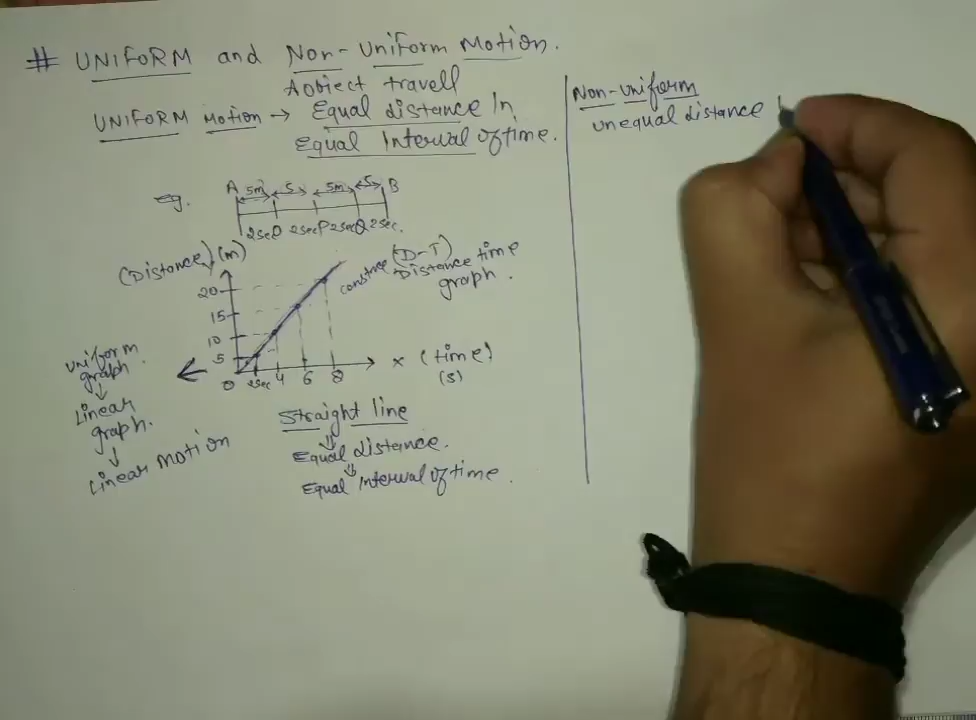 # UNIFORM and Non-Uniform Motion.
Aobject travell
UNIFORM Motion → Equal distance In
Equal Interval of time.
eg. A 5m 5 5m 5 B
2sec O 2sec P 2sec Q 2sec.
(Distance) (m)
(D-T)
Distance time
graph.
20
15
10
5
0 2sec 4 6 8
X (time)
(s)
uniform
graph
↓
Linear
graph.
↓
Linear motion
Straight line
⇓
Equal distance.
⇓
Equal Interval of time.
Non-uniform
unequal distance